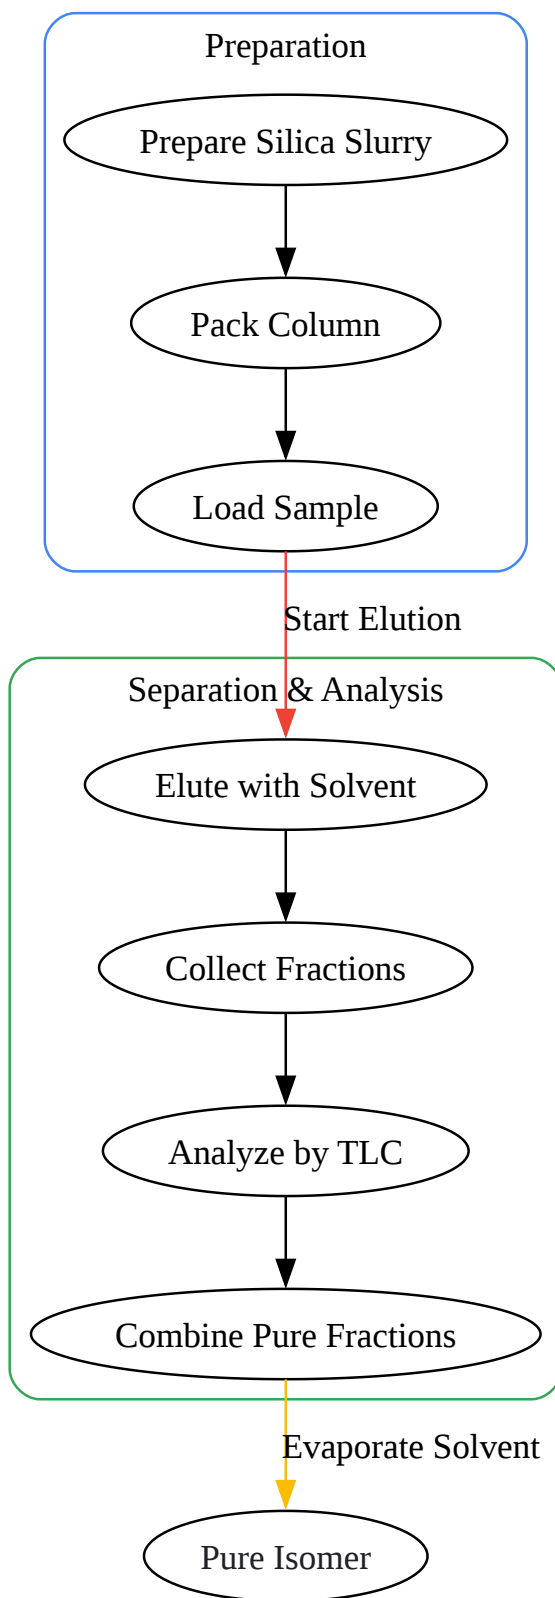 Preparation
Prepare Silica Slurry
Pack Column
Load Sample
Start Elution
Separation & Analysis
Elute with Solvent
Collect Fractions
Analyze by TLC
Combine Pure Fractions
Evaporate Solvent
Pure Isomer